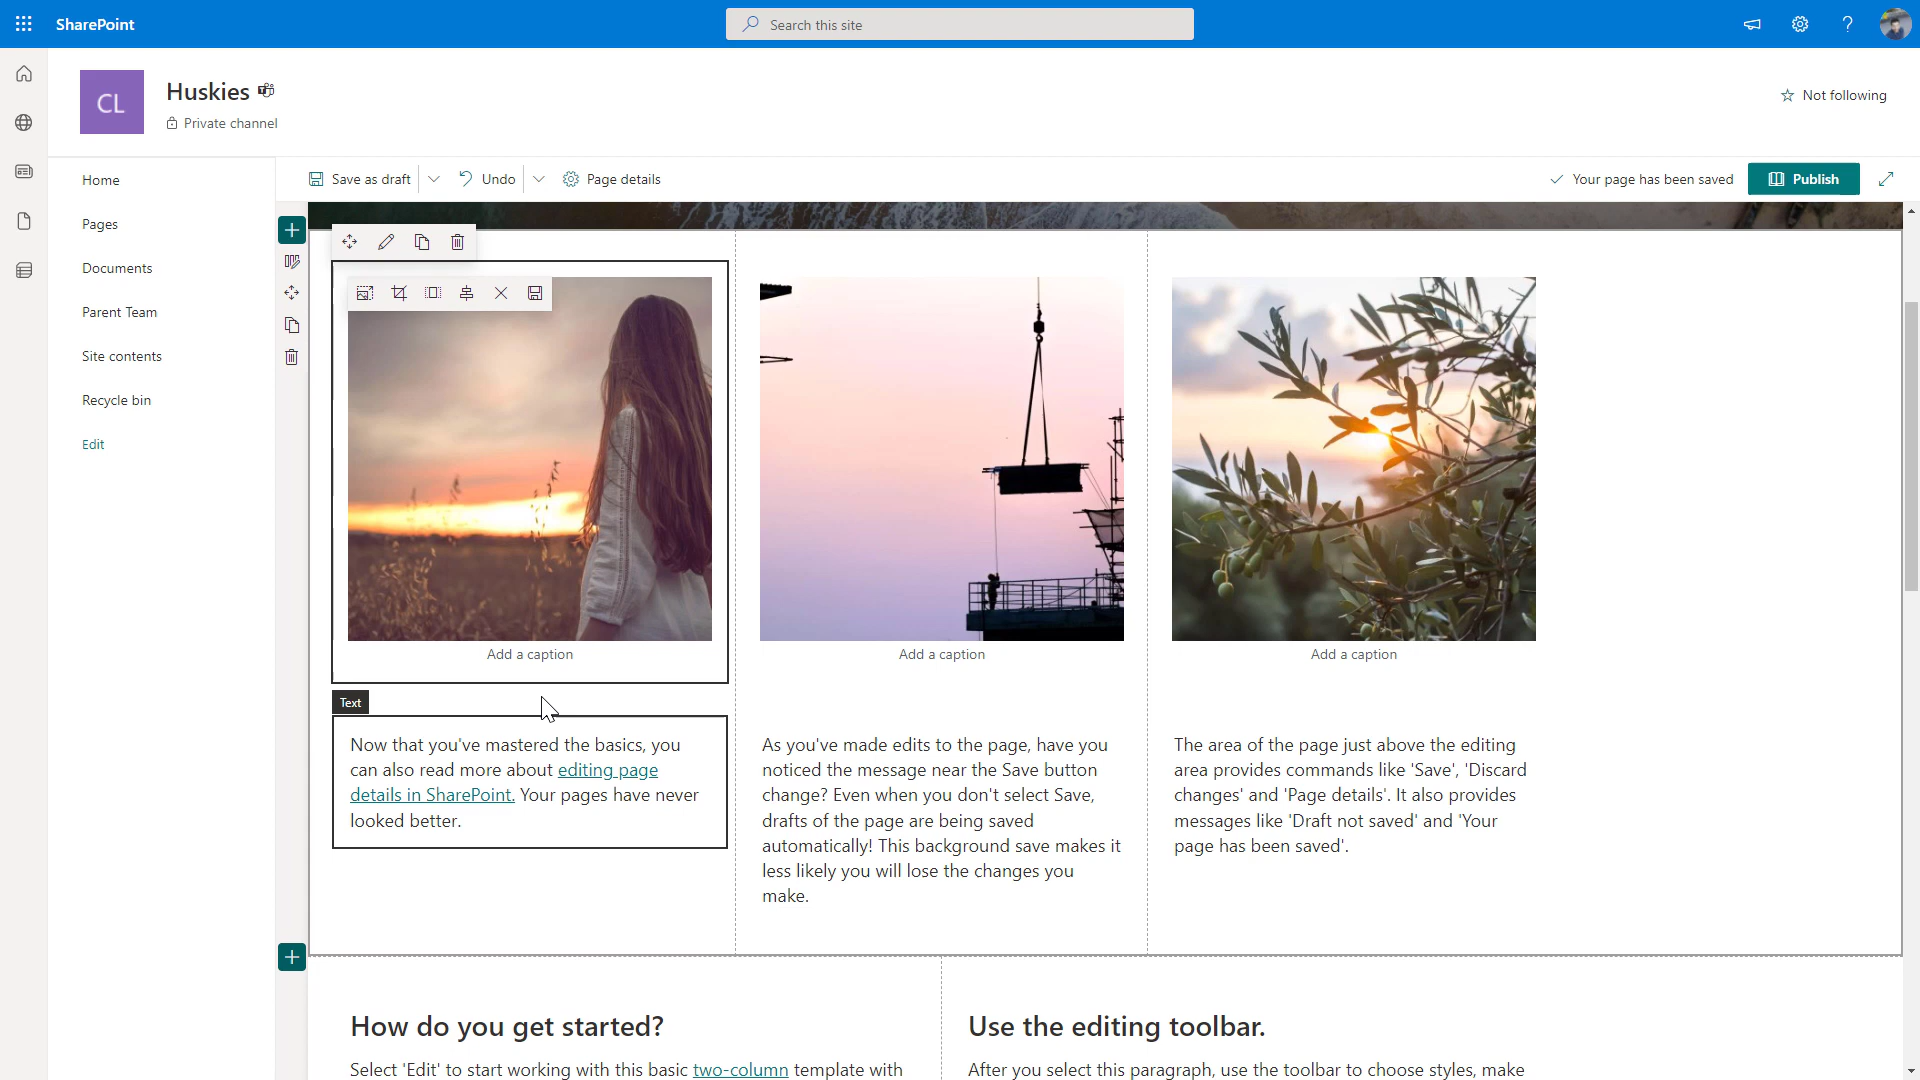 SharePoint
Search this site
CL
Huskies
Private channel
Not following
Home
Pages
Documents
Parent Team
Site contents
Recycle bin
Edit
Save as draft
Undo
Page details
Your page has been saved
Publish
Add a caption
Add a caption
Add a caption
Text
Now that you've mastered the basics, you
can also read more about editing page
details in SharePoint. Your pages have never
looked better.
As you've made edits to the page, have you
noticed the message near the Save button
change? Even when you don't select Save,
drafts of the page are being saved
automatically! This background save makes it
less likely you will lose the changes you
make.
The area of the page just above the editing
area provides commands like 'Save', 'Discard
changes' and 'Page details'. It also provides
messages like 'Draft not saved' and 'Your
page has been saved'.
How do you get started?
Select 'Edit' to start working with this basic two-column template with
Use the editing toolbar.
After you select this paragraph, use the toolbar to choose styles, make